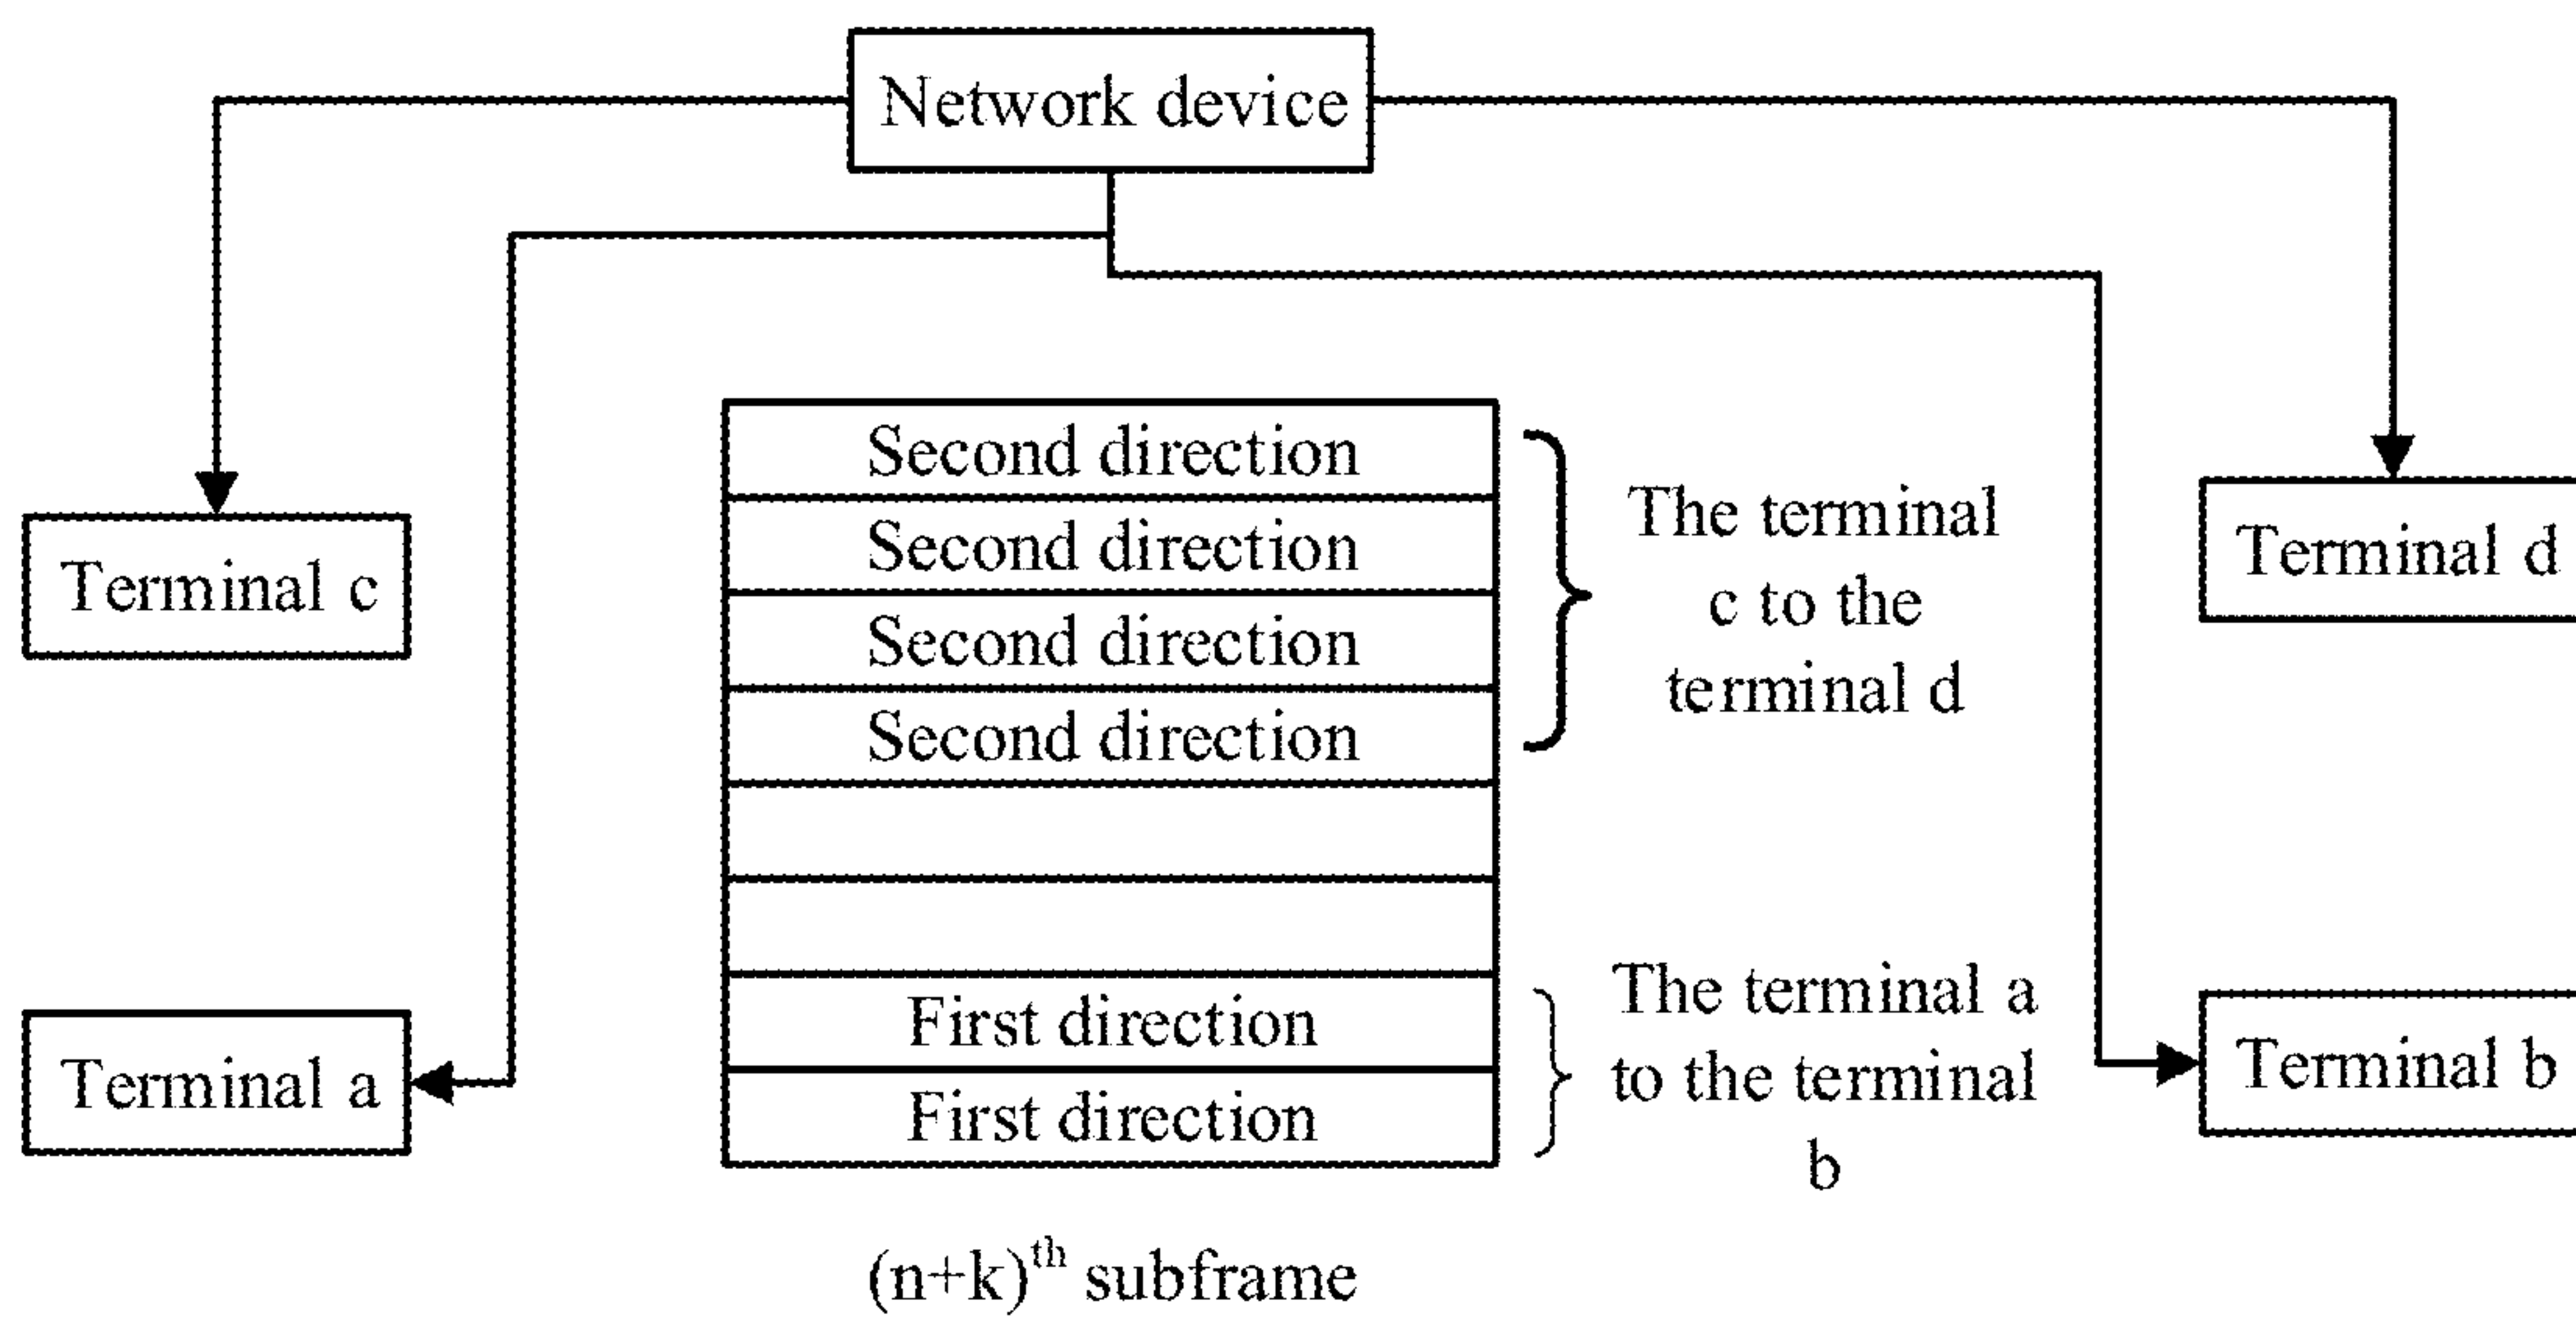 Network device
Second direction
Second direction
Second direction
Second direction
The terminal
c to the
terminal d
Terminal c
Terminal d
First direction
First direction
The terminal a
to the terminal
b
Terminal a
Terminal b
(n+k)th subframe